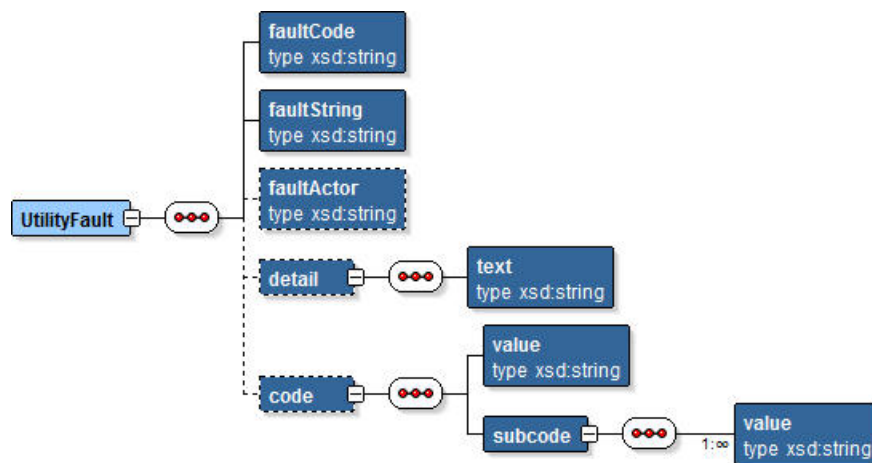 faultCode
type xsd:string
faultString
type xsd:string
faultActor
type xsd:string
UtilityFault
detail
text
type xsd:string
value
type xsd:string
code
subcode
1:∞
value
type xsd:string